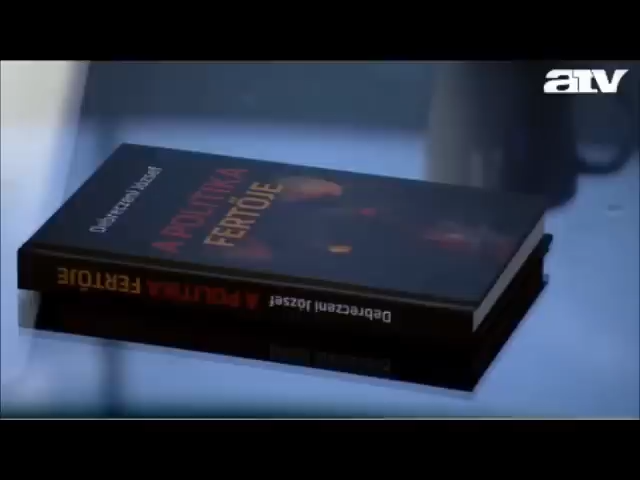 atv
Debreczeni József
A POLITIKA
FERTŐJE
Debreczeni József A POLITIKA FERTŐJE